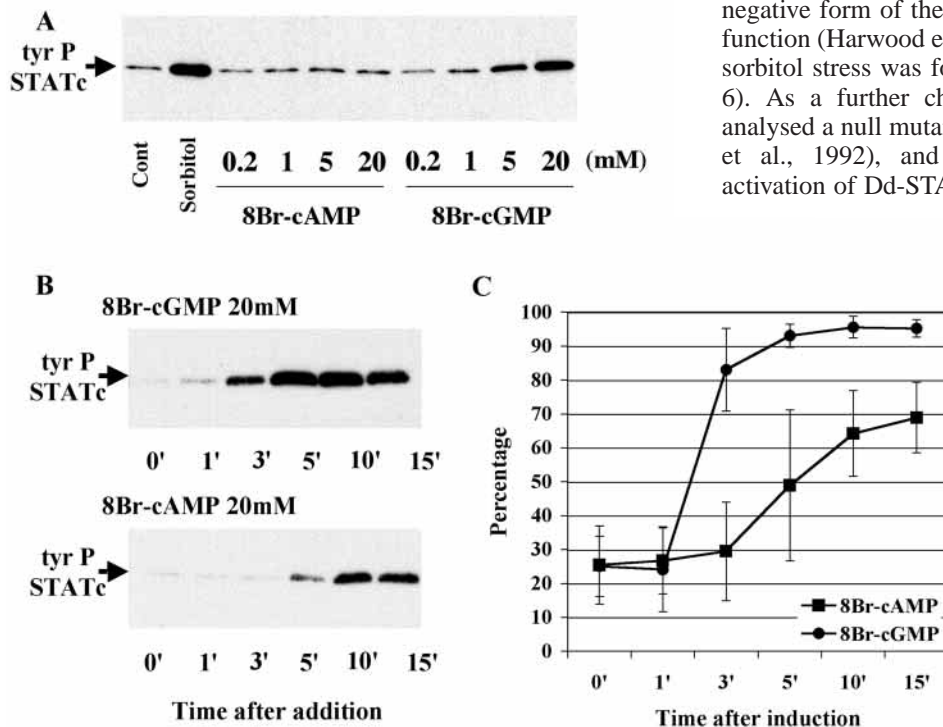 negative form of the
function (Harwood e
sorbitol stress was fo
6). As a further ch
analysed a null muta
et al., 1992), and
activation of Dd-STA
A
tyr P
STATc
Cont
Sorbitol
0.2 1 5 20 0.2 1 5 20 (mM)
8Br-cAMP 8Br-cGMP
B
8Br-cGMP 20mM
tyr P
STATc
0' 1' 3' 5' 10' 15'
8Br-cAMP 20mM
tyr P
STATc
0' 1' 3' 5' 10' 15'
Time after addition
C
Percentage
100
90
80
70
60
50
40
30
20
10
0
8Br-cAMP
8Br-cGMP
0' 1' 3' 5' 10' 15'
Time after induction